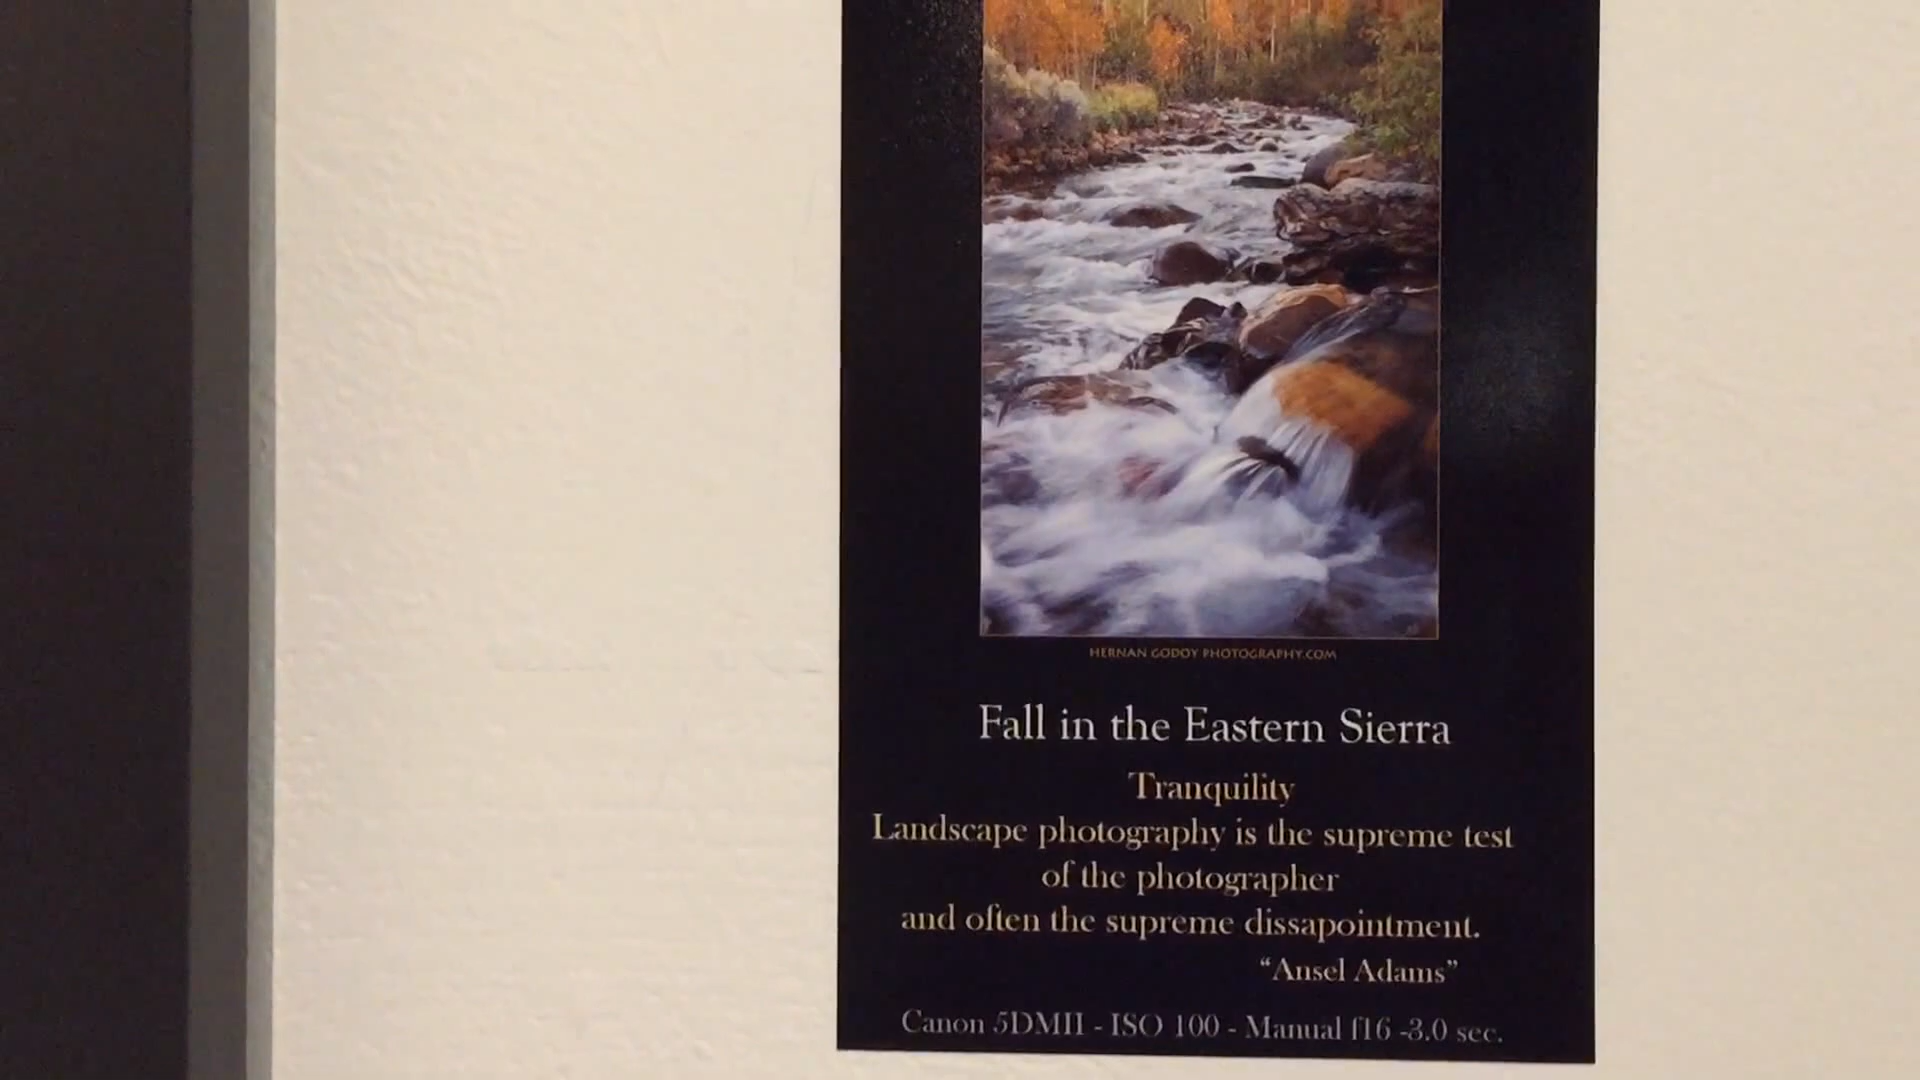 HERNAN GODOY PHOTOGRAPHY.COM
Fall in the Eastern Sierra
Tranquility
Landscape photography is the supreme test
of the photographer
and often the supreme dissapointment.
“Ansel Adams”
Canon 5DMII - ISO 100 - Manual f16 -3.0 sec.